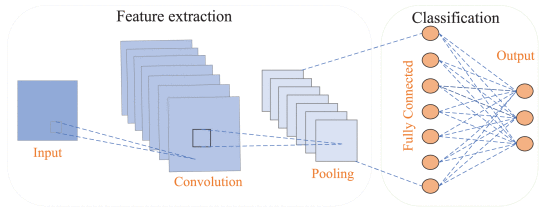 Feature extraction
Classification
Input
Convolution
Pooling
Fully Connected
Output